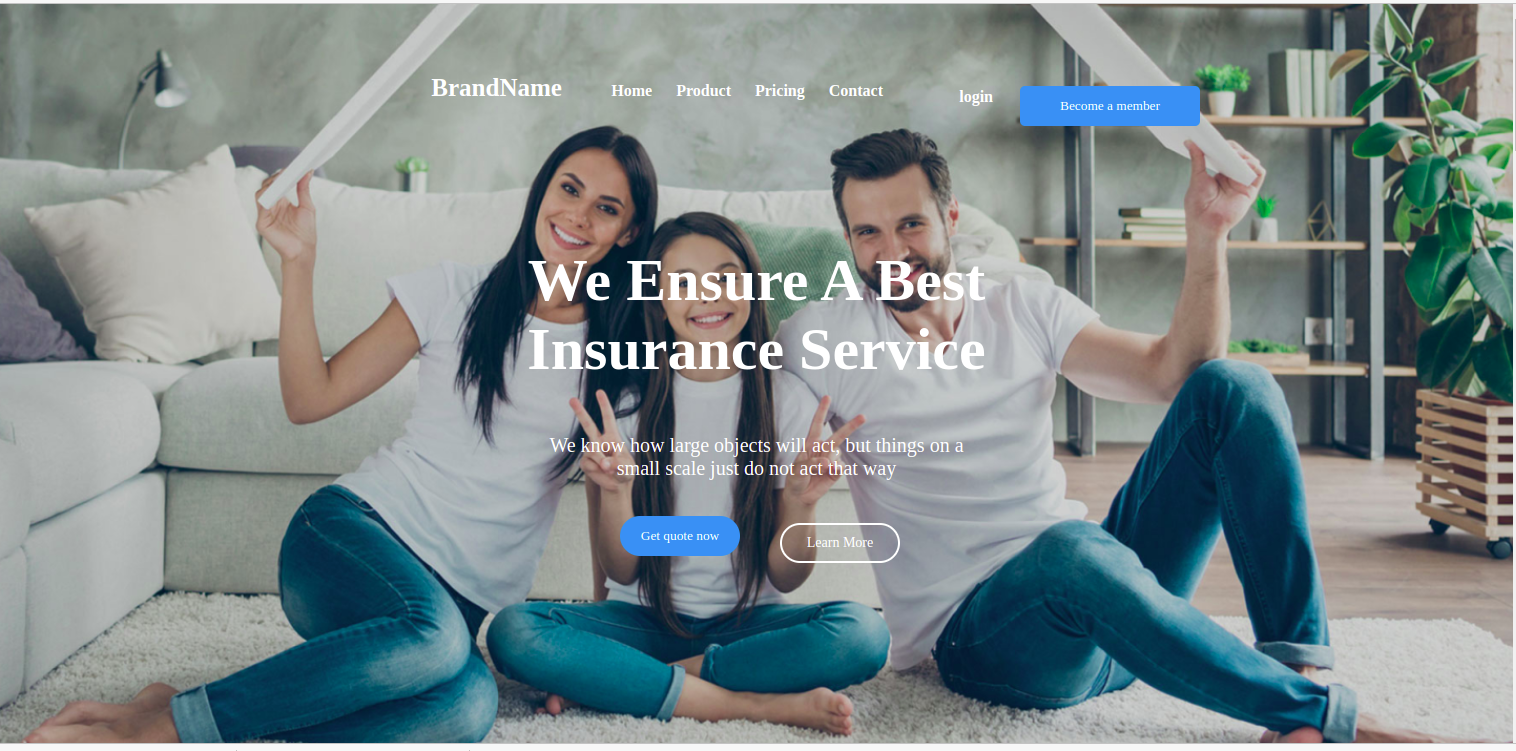 BrandName
Home Product Pricing Contact
login
Become a member
We Ensure A Best
Insurance Service
We know how large objects will act, but things on a
small scale just do not act that way
Get quote now
Learn More